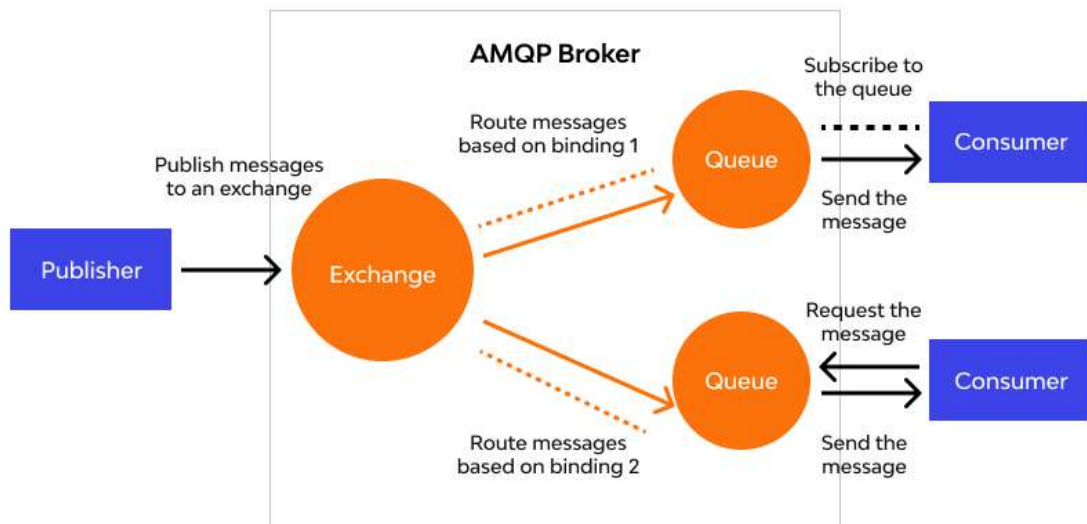 AMQP Broker
Publish messages
to an exchange
Publisher
Exchange
Route messages
based on binding 1
Queue
Subscribe to
the queue
Consumer
Send the
message
Route messages
based on binding 2
Queue
Request the
message
Consumer
Send the
message